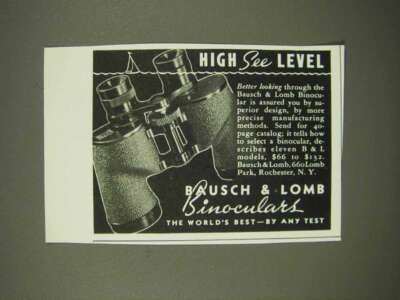 HIGH See LEVEL
Better looking through the
Bausch & Lomb Binocu-
lar is assured you by su-
perior design, by more
precise manufacturing
methods. Send for 40-
page catalog; it tells how
to select a binocular, de-
scribes eleven B & L
models, $66 to $132.
Bausch & Lomb, 660 Lomb
Park, Rochester, N. Y.
BAUSCH & LOMB
Binoculars
THE WORLD'S BEST—BY ANY TEST